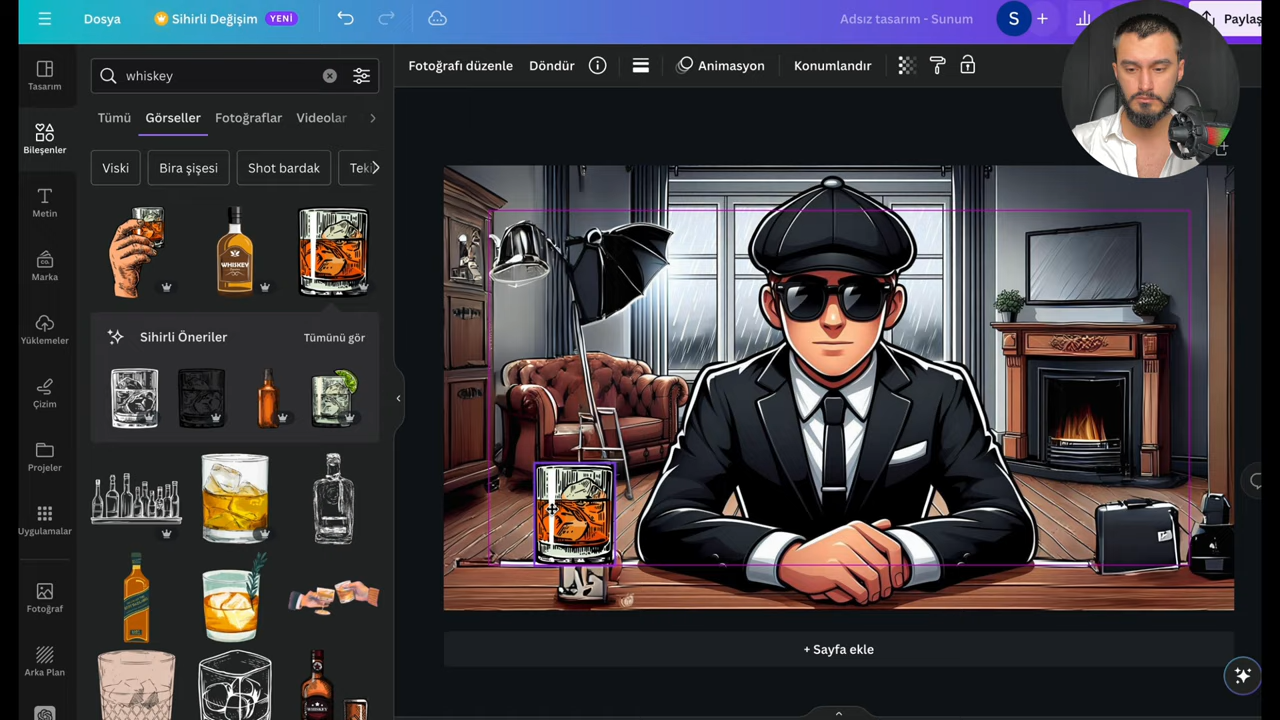 Dosya
Sihirli Değişim YENİ
Adsız tasarım - Sunum
S
Paylaş
Tasarım
Bileşenler
Metin
Marka
Yüklemeler
Çizim
Projeler
Uygulamalar
Fotoğraf
Arka Plan
whiskey
Tümü
Görseller
Fotoğraflar
Videolar
Viski
Bira şişesi
Shot bardak
WHISKEY
Sihirli Öneriler
Tümünü gör
Fotoğrafı düzenle
Döndür
Animasyon
Konumlandır
+ Sayfa ekle